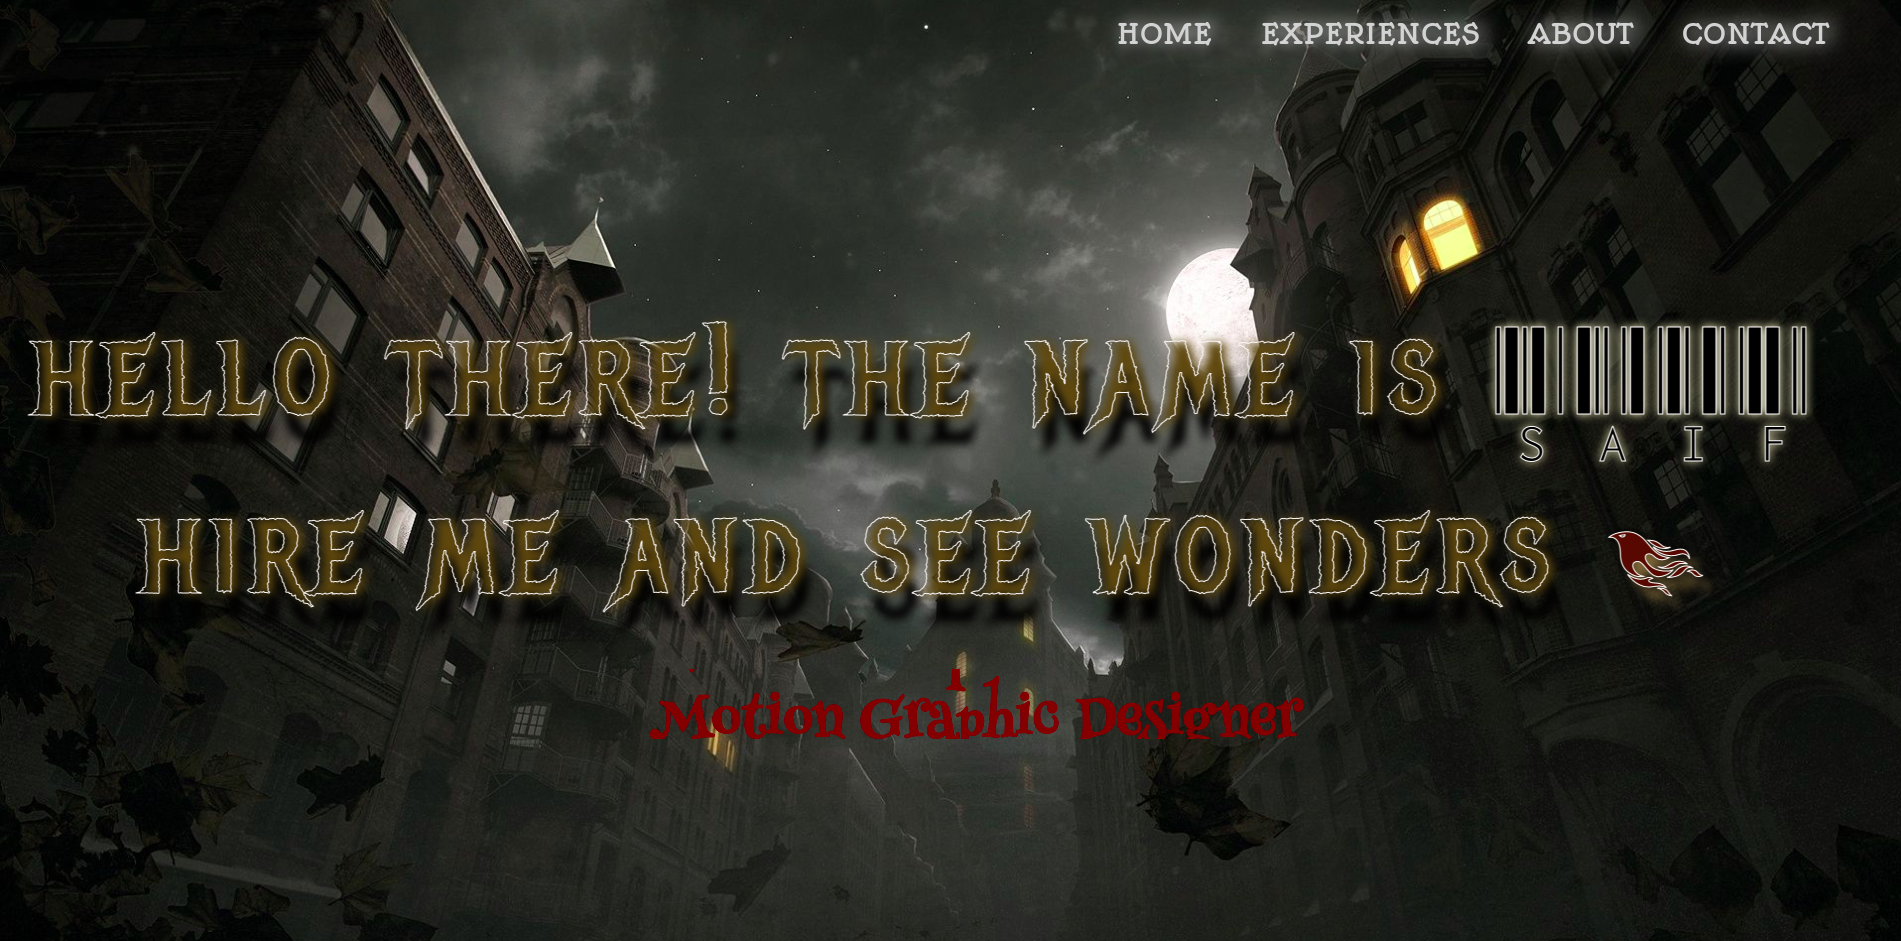 HOME EXPERIENCES ABOUT CONTACT
HELLO THERE! THE NAME IS SAIF
HIRE ME AND SEE WONDERS
Motion Graphic Designer